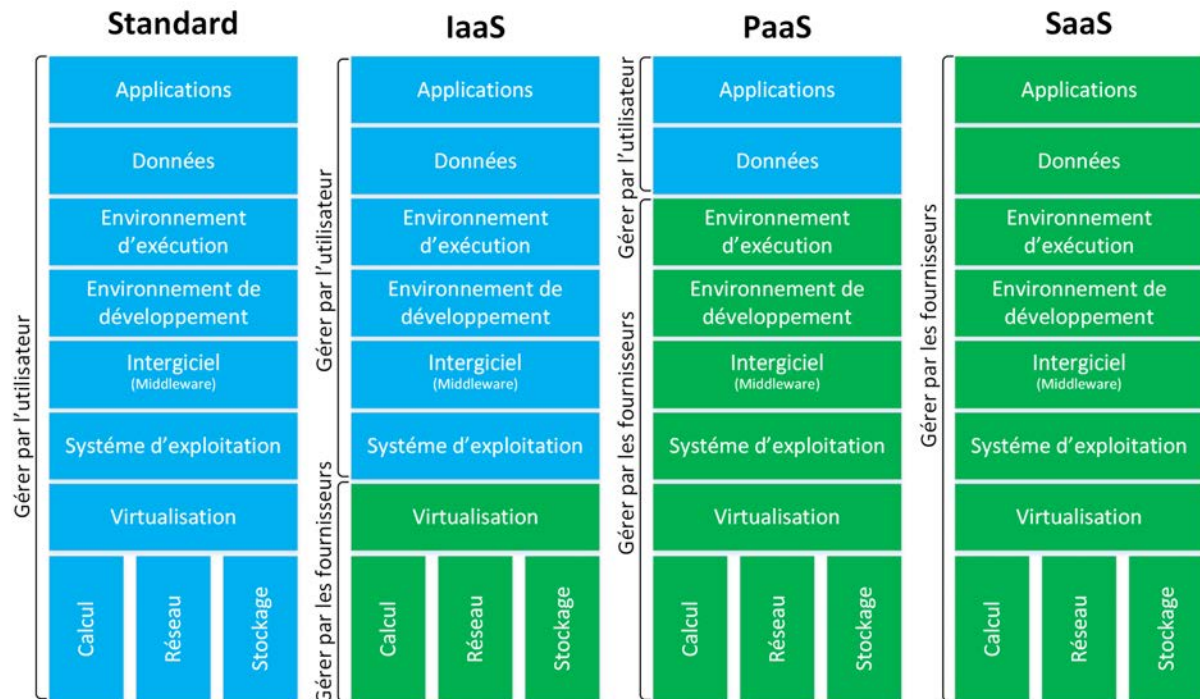 Standard
Gérer par l'utilisateur
Applications
Données
Environnement
d'exécution
Environnement de
développement
Intergiciel
(Middleware)
Systéme d'exploitation
Virtualisation
Calcul
Réseau
Stockage
IaaS
Gérer par l'utilisateur
Gérer par les fournisseurs
Applications
Données
Environnement
d'exécution
Environnement de
développement
Intergiciel
(Middleware)
Systéme d'exploitation
Virtualisation
Calcul
Réseau
Stockage
PaaS
Gérer par l'utilisateur
Gérer par les fournisseurs
Applications
Données
Environnement
d'exécution
Environnement de
développement
Intergiciel
(Middleware)
Systéme d'exploitation
Virtualisation
Calcul
Réseau
Stockage
SaaS
Gérer par les fournisseurs
Applications
Données
Environnement
d'exécution
Environnement de
développement
Intergiciel
(Middleware)
Systéme d'exploitation
Virtualisation
Calcul
Réseau
Stockage